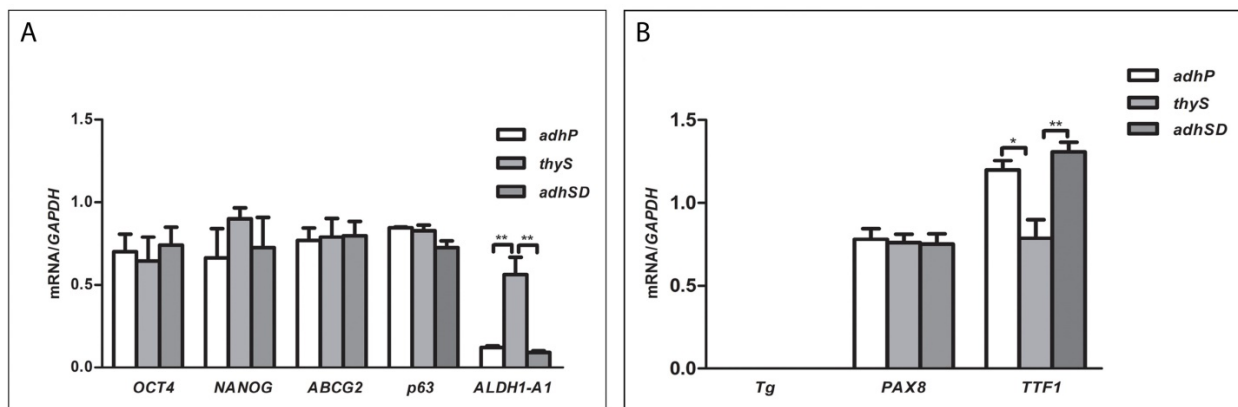 A
mRNA/GAPDH
1.5
1.0
0.5
0.0
adhP
thyS
adhSD
** **
OCT4 NANOG ABCG2 p63 ALDH1-A1
B
mRNA/GAPDH
1.5
1.0
0.5
0.0
adhP
thyS
adhSD
* **
Tg PAX8 TTF1